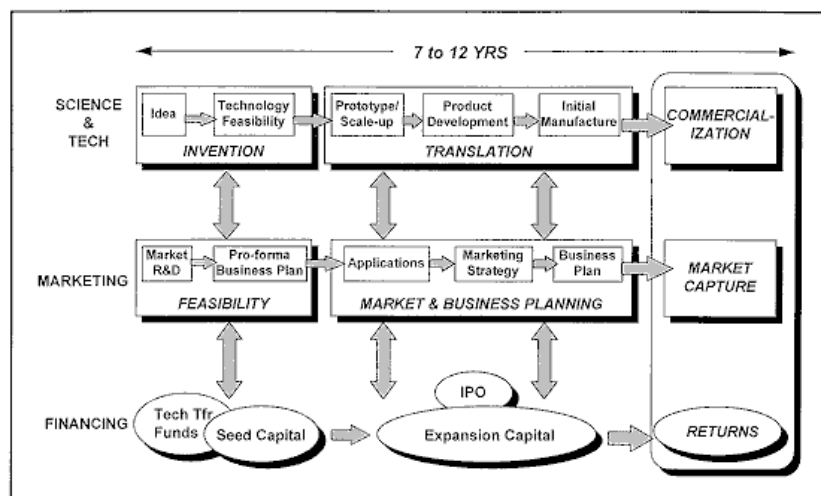 7 to 12 YRS
SCIENCE
&
TECH
Idea
Technology
Feasibility
INVENTION
Prototype/
Scale-up
Product
Development
Initial
Manufacture
TRANSLATION
COMMERCIAL-
IZATION
MARKETING
Market
R&D
Pro-forma
Business Plan
FEASIBILITY
Applications
Marketing
Strategy
Business
Plan
MARKET & BUSINESS PLANNING
MARKET
CAPTURE
FINANCING
Tech Tfr
Funds
Seed Capital
IPO
Expansion Capital
RETURNS